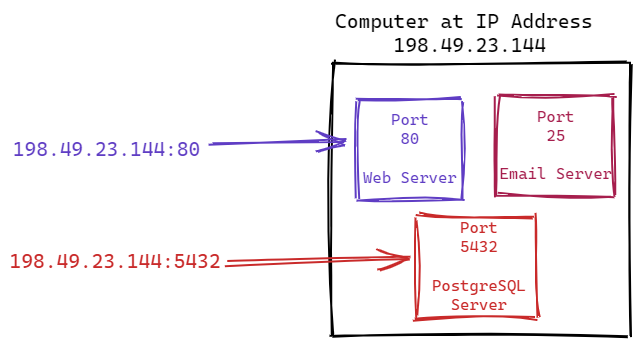 Computer at IP Address
198.49.23.144
Port
80
Web Server
Port
25
Email Server
198.49.23.144:80
198.49.23.144:5432
Port
5432
PostgreSQL
Server